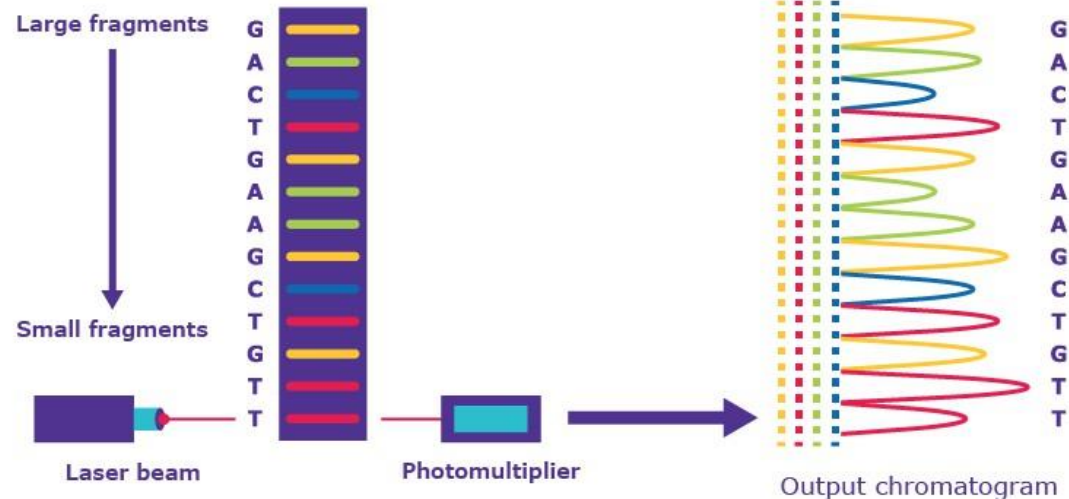 Large fragments
G
A
C
T
G
A
A
G
C
T
G
T
T
Small fragments
Laser beam
Photomultiplier
G
A
C
T
G
A
A
G
C
T
G
T
T
Output chromatogram